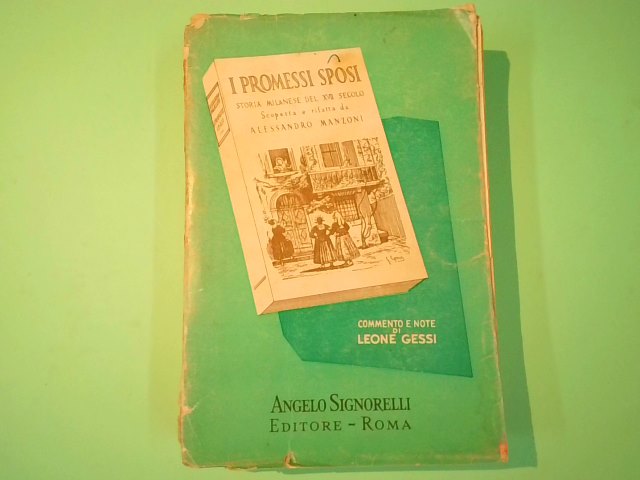 I PROMESSI SPOSI
STORIA MILANESE DEL XVII SECOLO
Scoperta e rifatta da
ALESSANDRO MANZONI
COMMENTO E NOTE
DI
LEONE GESSI
ANGELO SIGNORELLI
EDITORE - ROMA